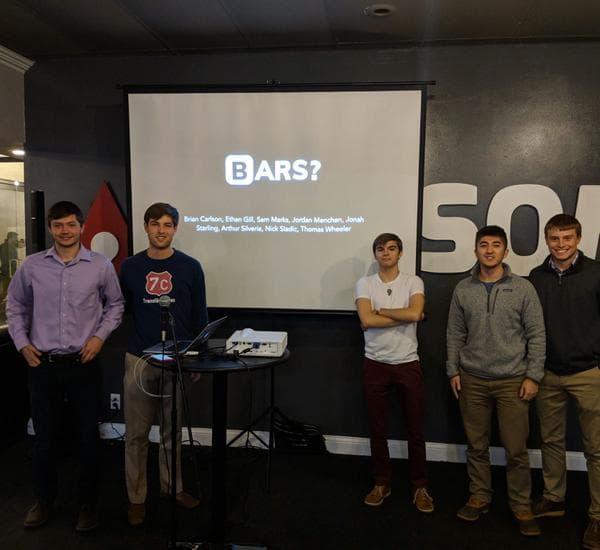 BARS?
Brian Carlson, Ethan Gill, Sam Marks, Jordan Menchen, Jonah
Starling, Arthur Silveria, Nick Sladic, Thomas Wheeler
7C
SO